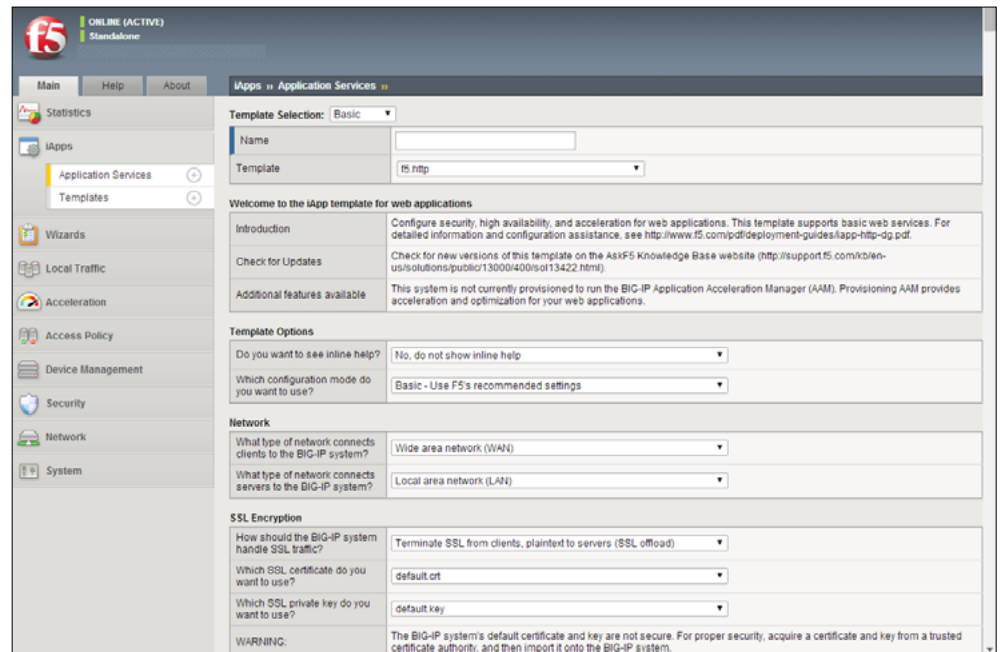 f5
ONLINE (ACTIVE)
Standalone
Main Help About
iApps » Application Services »
Statistics
iApps
Application Services
Templates
Wizards
Local Traffic
Acceleration
Access Policy
Device Management
Security
Network
System
Template Selection: Basic
Name
Template f5.http
Welcome to the iApp template for web applications
Introduction Configure security, high availability, and acceleration for web applications. This template supports basic web services. For
detailed information and configuration assistance, see http://www.f5.com/pdf/deployment-guides/iapp-http-dg.pdf.
Check for Updates Check for new versions of this template on the AskF5 Knowledge Base website (http://support.f5.com/kb/en-
us/solutions/public/13000/400/sol13422.html).
Additional features available This system is not currently provisioned to run the BIG-IP Application Acceleration Manager (AAM). Provisioning AAM provides
acceleration and optimization for your web applications.
Template Options
Do you want to see inline help? No, do not show inline help
Which configuration mode do
you want to use? Basic - Use F5's recommended settings
Network
What type of network connects
clients to the BIG-IP system? Wide area network (WAN)
What type of network connects
servers to the BIG-IP system? Local area network (LAN)
SSL Encryption
How should the BIG-IP system
handle SSL traffic? Terminate SSL from clients, plaintext to servers (SSL offload)
Which SSL certificate do you
want to use? default.crt
Which SSL private key do you
want to use? default.key
WARNING: The BIG-IP system's default certificate and key are not secure. For proper security, acquire a certificate and key from a trusted
certificate authority, and then import it onto the BIG-IP system.